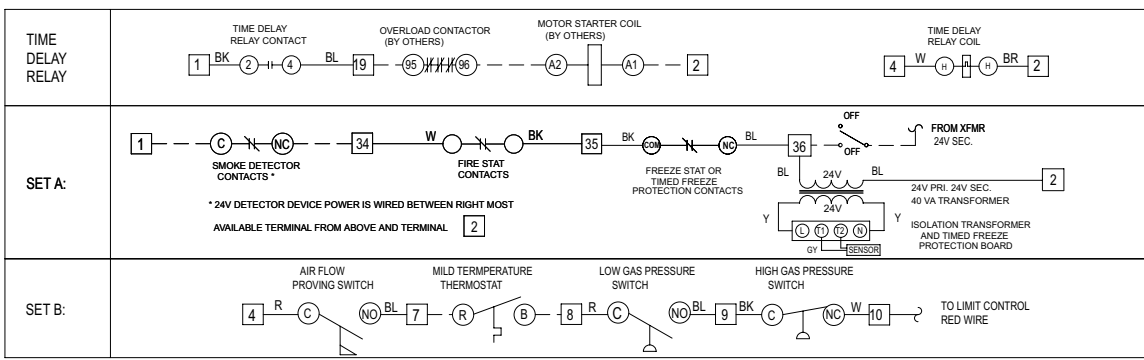 TIME
DELAY
RELAY
TIME DELAY
RELAY CONTACT
OVERLOAD CONTACTOR
(BY OTHERS)
MOTOR STARTER COIL
(BY OTHERS)
TIME DELAY
RELAY COIL
1 BK 2 4 BL 19 95 96 A2 A1 2
4 W H H BR 2
SET A:
1 C NC 34 W BK 35 BK COM NC BL 36
OFF
OFF
FROM XFMR
24V SEC.
SMOKE DETECTOR
CONTACTS *
FIRE STAT
CONTACTS
FREEZE STAT OR
TIMED FREEZE
PROTECTION CONTACTS
BL 24V BL 2
24V
24V PRI. 24V SEC.
40 VA TRANSFORMER
* 24V DETECTOR DEVICE POWER IS WIRED BETWEEN RIGHT MOST
AVAILABLE TERMINAL FROM ABOVE AND TERMINAL 2
Y Y
L T1 T2 N
GY SENSOR
ISOLATION TRANSFORMER
AND TIMED FREEZE
PROTECTION BOARD
SET B:
AIR FLOW
PROVING SWITCH
MILD TERMPERATURE
THERMOSTAT
LOW GAS PRESSURE
SWITCH
HIGH GAS PRESSURE
SWITCH
4 R C NO BL 7 R B 8 R C NO BL 9 BK C NC W 10
TO LIMIT CONTROL
RED WIRE